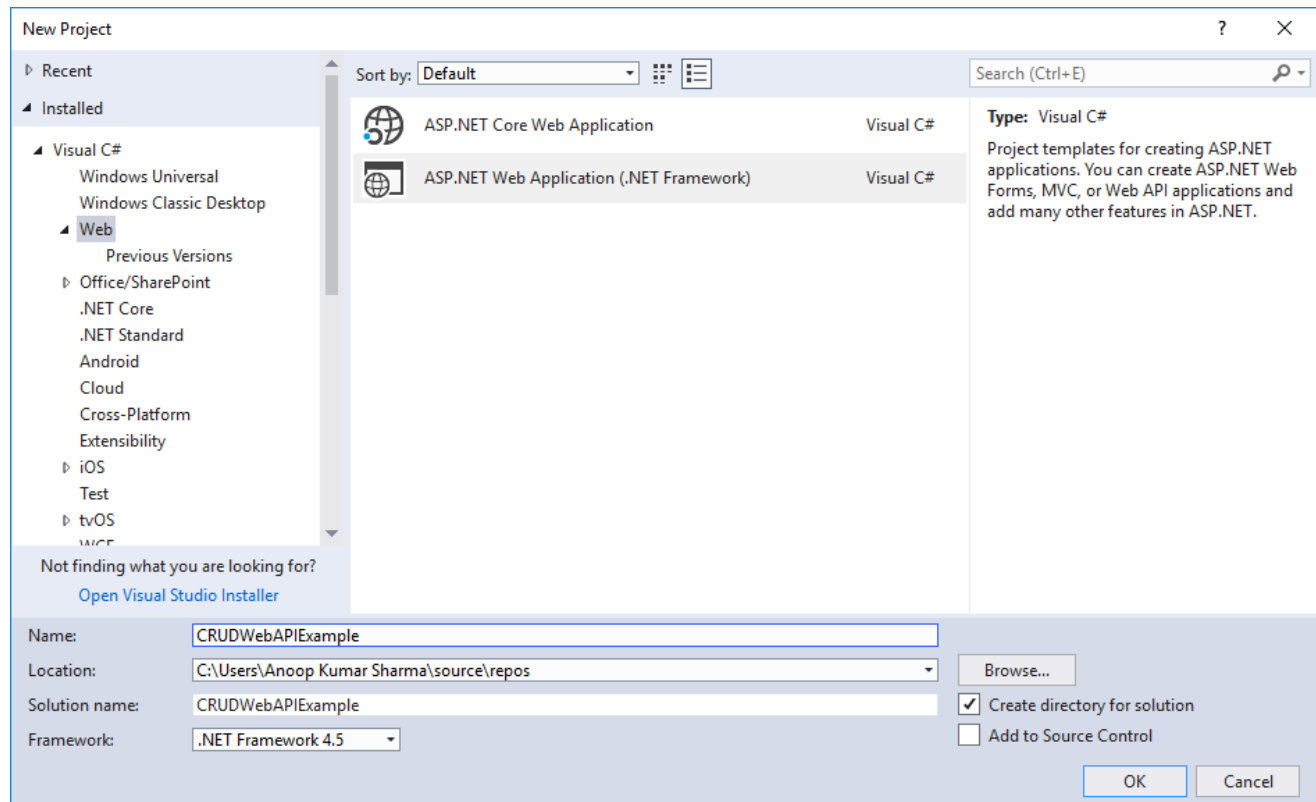 New Project
?
Recent
Installed
Visual C#
Windows Universal
Windows Classic Desktop
Web
Previous Versions
Office/SharePoint
.NET Core
.NET Standard
Android
Cloud
Cross-Platform
Extensibility
iOS
Test
tvOS
WCF
Not finding what you are looking for?
Open Visual Studio Installer
Sort by: Default
ASP.NET Core Web Application Visual C#
ASP.NET Web Application (.NET Framework) Visual C#
Search (Ctrl+E)
Type: Visual C#
Project templates for creating ASP.NET
applications. You can create ASP.NET Web
Forms, MVC, or Web API applications and
add many other features in ASP.NET.
Name: CRUDWebAPIExample
Location: C:\Users\Anoop Kumar Sharma\source\repos
Browse...
Solution name: CRUDWebAPIExample
Create directory for solution
Framework: .NET Framework 4.5
Add to Source Control
OK
Cancel